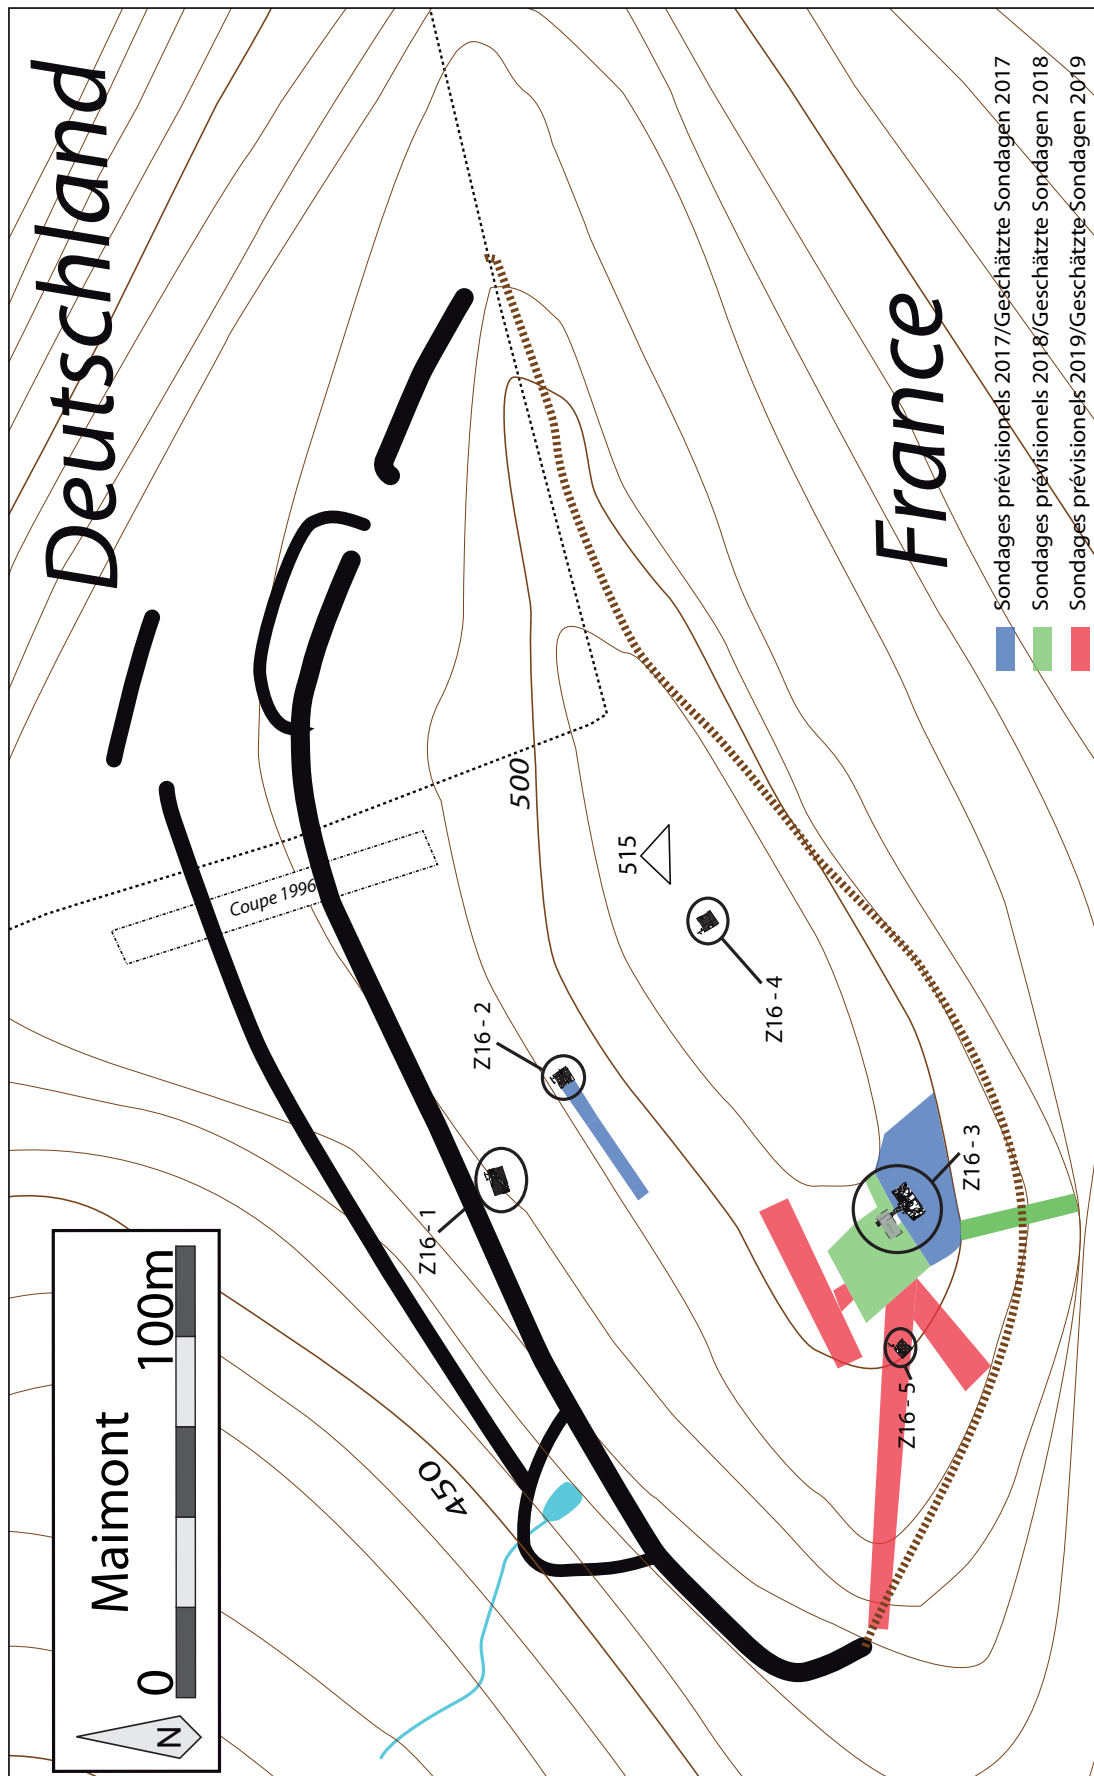 Deutschland
France
500
515
Coupe 1996
Z16 - 2
Z16 - 4
Z16 - 1
Z16 - 3
Z16 - 5
450
Maimont
0
100m
N
Sondages prévisionels 2017/Geschätzte Sondagen 2017
Sondages prévisionels 2018/Geschätzte Sondagen 2018
Sondages prévisionels 2019/Geschätzte Sondagen 2019